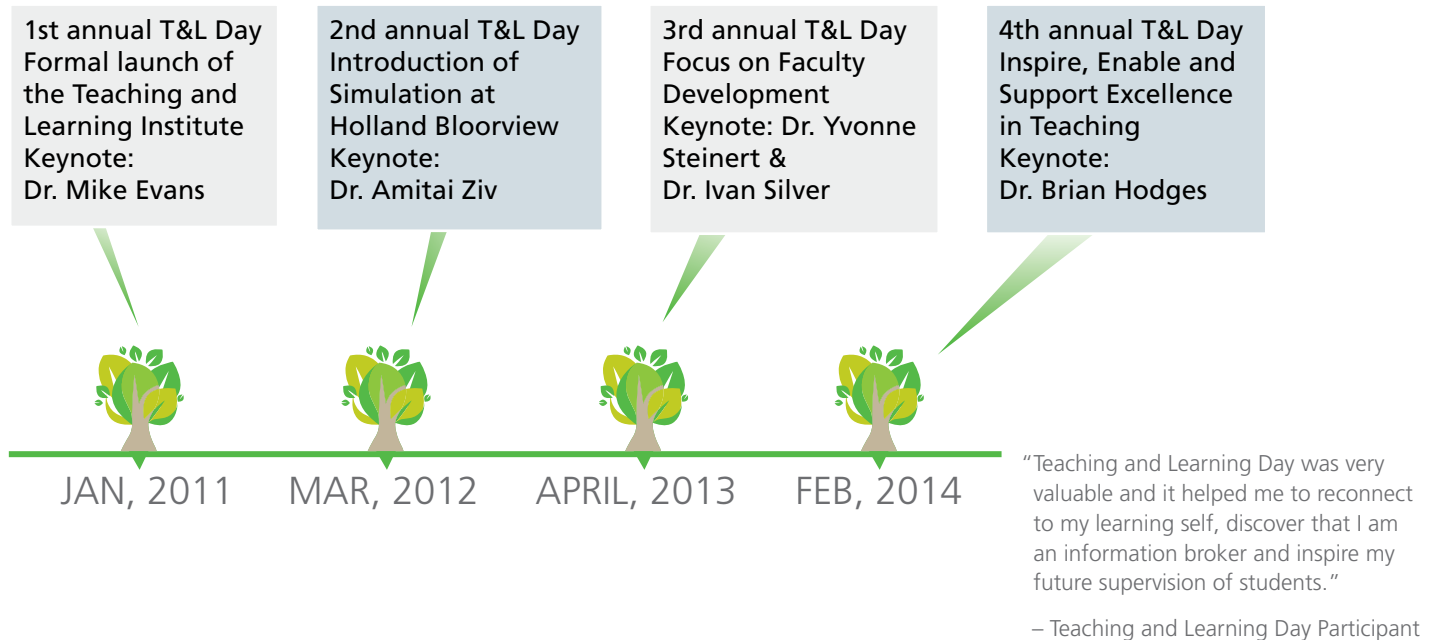 1st annual T&L Day
Formal launch of
the Teaching and
Learning Institute
Keynote:
Dr. Mike Evans
2nd annual T&L Day
Introduction of
Simulation at
Holland Bloorview
Keynote:
Dr. Amitai Ziv
3rd annual T&L Day
Focus on Faculty
Development
Keynote: Dr. Yvonne
Steinert &
Dr. Ivan Silver
4th annual T&L Day
Inspire, Enable and
Support Excellence
in Teaching
Keynote:
Dr. Brian Hodges
JAN, 2011
MAR, 2012
APRIL, 2013
FEB, 2014
“Teaching and Learning Day was very
valuable and it helped me to reconnect
to my learning self, discover that I am
an information broker and inspire my
future supervision of students.”
– Teaching and Learning Day Participant